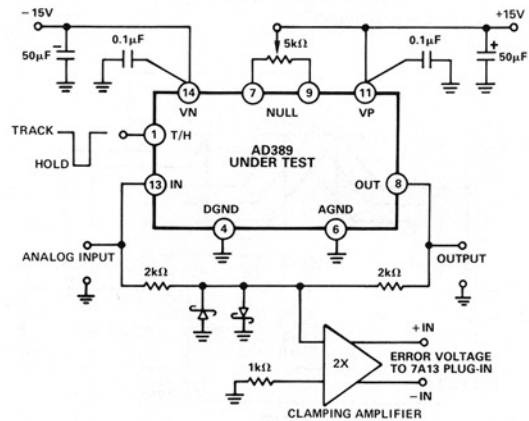 −15V
+15V
50μF
0.1μF
5kΩ
0.1μF
50μF
14
7
9
11
VN
NULL
VP
TRACK
HOLD
1
T/H
AD389
UNDER TEST
13
IN
OUT
8
DGND
AGND
4
6
ANALOG INPUT
OUTPUT
2kΩ
2kΩ
+IN
2X
ERROR VOLTAGE
TO 7A13 PLUG-IN
1kΩ
−IN
CLAMPING AMPLIFIER